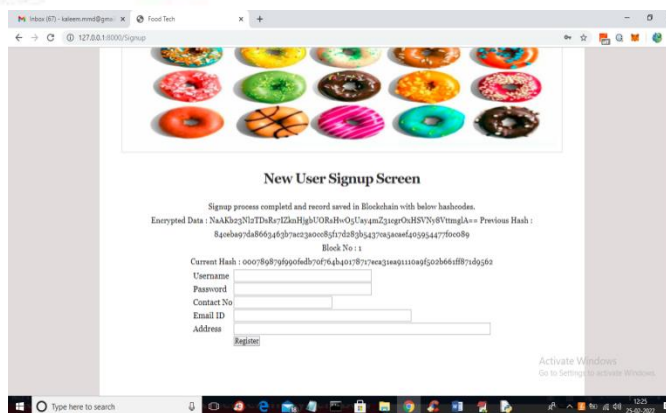 Inbox (67) - kaleem.mmd@gmai
Food Tech
127.0.0.1:8000/Signup
New User Signup Screen
Signup process completd and record saved in Blockchain with below hashcodes.
Encrypted Data : NaAKb23Nl2TDsRs7IZknHjgbUORsHwO5Uay4mZ31cgrOxHSVNy8VttmglA== Previous Hash :
84ceba97da8663463b7ac23a0cc85f17d283b5437ca5acaef405954477f0c089
Block No : 1
Current Hash : 000789879f990fedb70f764b40178717eca31ea91110a9f502b661ff871d9562
Username
Password
Contact No
Email ID
Address
Register
Activate Windows
Go to Settings to activate Windows.
Type here to search
12:25
25-02-2022